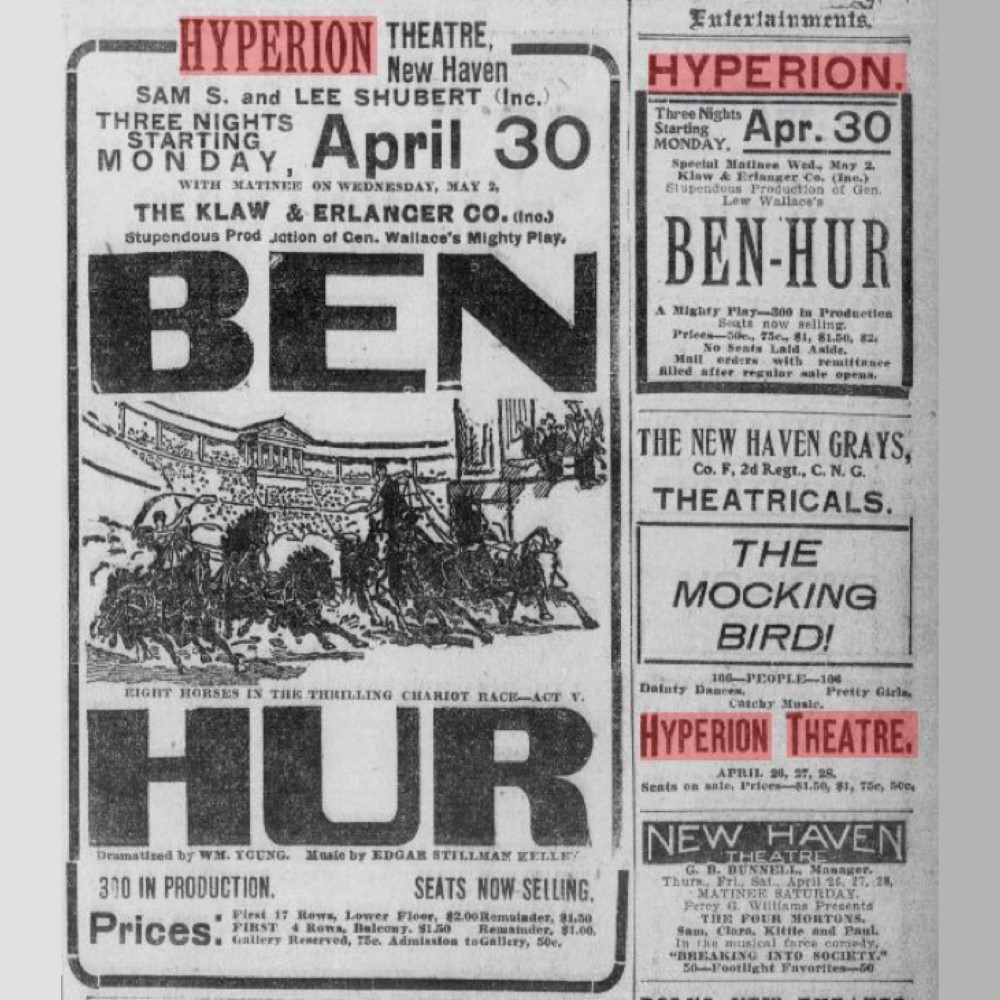 HYPERION THEATRE,
New Haven
SAM S. and LEE SHUBERT (Inc.)
THREE NIGHTS
STARTING
MONDAY, April 30
WITH MATINEE ON WEDNESDAY, MAY 2,
THE KLAW & ERLANGER CO. (Inc.)
Stupendous Prod uction of Gen. Wallace's Mighty Play.
BEN
EIGHT HORSES IN THE THRILLING CHARIOT RACE—ACT V.
HUR
Dramatized by WM. YOUNG. Music by EDGAR STILLMAN KELLEY
300 IN PRODUCTION. SEATS NOW SELLING.
Prices: First 17 Rows, Lower Floor, $2.00 Remainder, $1.50
FIRST 4 Rows, Balcony, $1.50 Remainder, $1.00.
Gallery Reserved, 75c. Admission to Gallery, 50c.
Entertainments.
HYPERION.
Three Nights
Starting
MONDAY, Apr. 30
Special Matinee Wed., May 2.
Klaw & Erlanger Co. (Inc.)
Stupendous Production of Gen.
Lew Wallace's
BEN-HUR
A Mighty Play—300 In Production
Seats now selling.
Prices—50c., 75c., $1, $1.50, $2.
No Seats Laid Aside.
Mail orders with remittance
filled after regular sale opens.
THE NEW HAVEN GRAYS,
Co. F, 2d Regt., C. N. G.
THEATRICALS.
THE
MOCKING
BIRD!
106—PEOPLE—106
Dainty Dances. Pretty Girls.
Catchy Music.
HYPERION THEATRE.
APRIL 26, 27, 28.
Seats on sale. Prices—$1.50, $1, 75c, 50c.
NEW HAVEN
THEATRE
G. B. BUNNELL, Manager.
Thurs., Fri., Sat., April 26, 27, 28,
MATINEE SATURDAY.
Percy G. Williams Presents
THE FOUR MORTONS.
Sam, Clara, Kittie and Paul.
In the musical farce comedy,
"BREAKING INTO SOCIETY."
50—Footlight Favorites—50